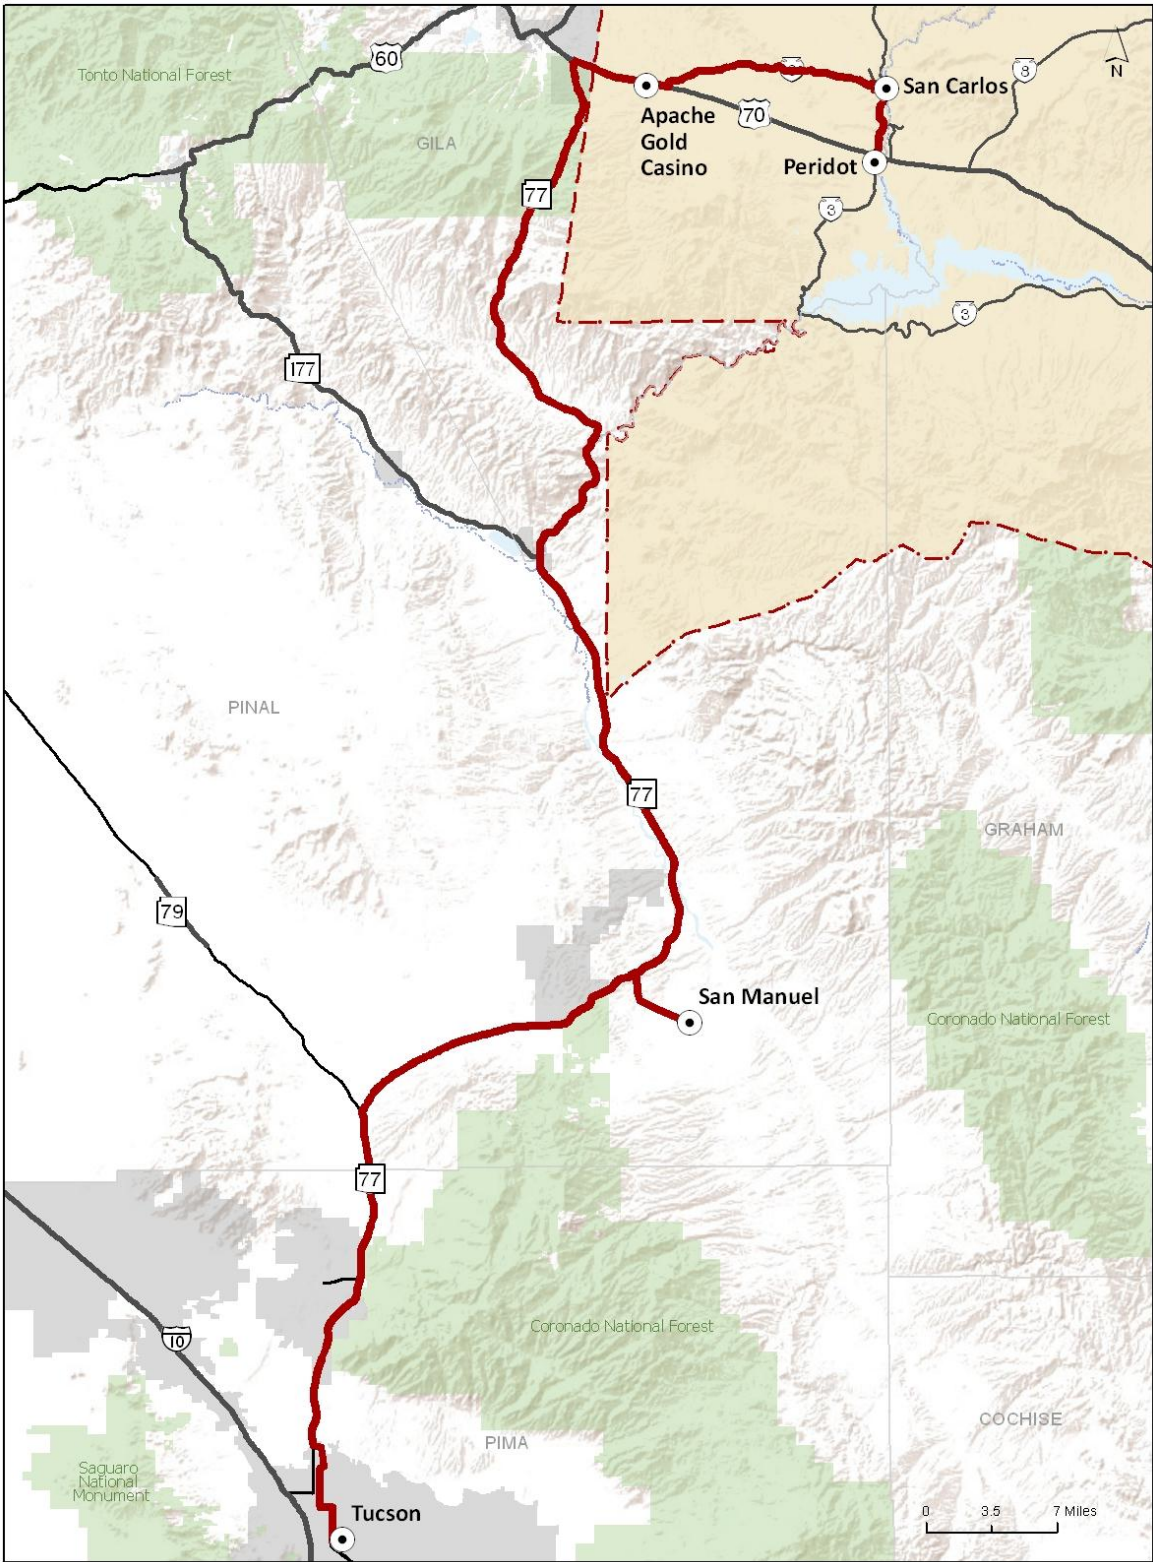 60
Tonto National Forest
8
N
San Carlos
Apache
Gold
Casino
70
GILA
Peridot
77
3
3
177
PINAL
77
GRAHAM
79
San Manuel
Coronado National Forest
77
Coronado National Forest
10
COCHISE
PIMA
Saguaro
National
Monument
Tucson
0 3.5 7 Miles